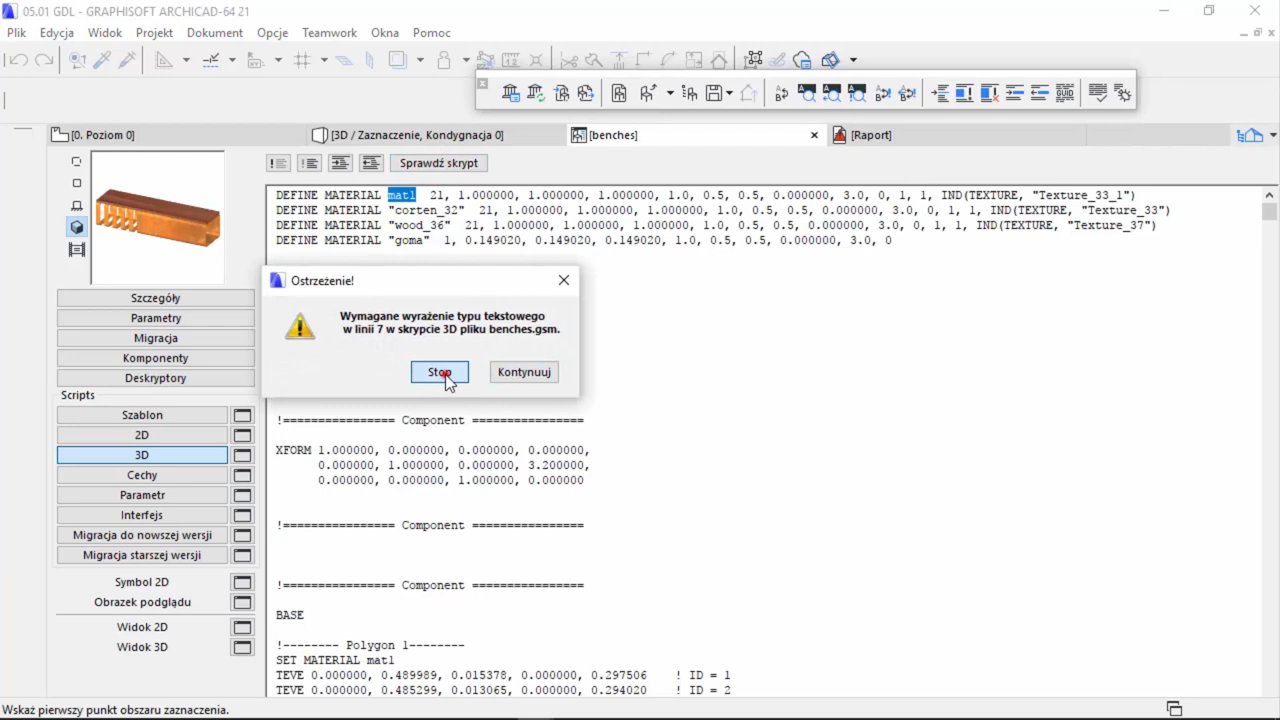 05.01 GDL - GRAPHISOFT ARCHICAD-64 21
Plik Edycja Widok Projekt Dokument Opcje Teamwork Okna Pomoc
[0. Poziom 0]
[3D / Zaznaczenie, Kondygnacja 0]
[benches]
[Raport]
Sprawdź skrypt
DEFINE MATERIAL mat1 21, 1.000000, 1.000000, 1.000000, 1.0, 0.5, 0.5, 0.000000, 3.0, 0, 1, 1, IND(TEXTURE, "Texture_33_1")
DEFINE MATERIAL "corten_32" 21, 1.000000, 1.000000, 1.000000, 1.0, 0.5, 0.5, 0.000000, 3.0, 0, 1, 1, IND(TEXTURE, "Texture_33")
DEFINE MATERIAL "wood_36" 21, 1.000000, 1.000000, 1.000000, 1.0, 0.5, 0.5, 0.000000, 3.0, 0, 1, 1, IND(TEXTURE, "Texture_37")
DEFINE MATERIAL "goma" 1, 0.149020, 0.149020, 0.149020, 1.0, 0.5, 0.5, 0.000000, 3.0, 0
Ostrzeżenie!
Wymagane wyrażenie typu tekstowego
w linii 7 w skrypcie 3D pliku benches.gsm.
Stop
Kontynuuj
Szczegóły
Parametry
Migracja
Komponenty
Deskryptory
Scripts
Szablon
2D
3D
Cechy
Parametr
Interfejs
Migracja do nowszej wersji
Migracja starszej wersji
Symbol 2D
Obrazek podglądu
Widok 2D
Widok 3D
!================ Component ================
XFORM 1.000000, 0.000000, 0.000000, 0.000000,
0.000000, 1.000000, 0.000000, 3.200000,
0.000000, 0.000000, 1.000000, 0.000000
!================ Component ================
!================ Component ================
BASE
!-------- Polygon 1--------
SET MATERIAL mat1
TEVE 0.000000, 0.489989, 0.015378, 0.000000, 0.297506 ! ID = 1
TEVE 0.000000, 0.485299, 0.013065, 0.000000, 0.294020 ! ID = 2
Wskaż pierwszy punkt obszaru zaznaczenia.